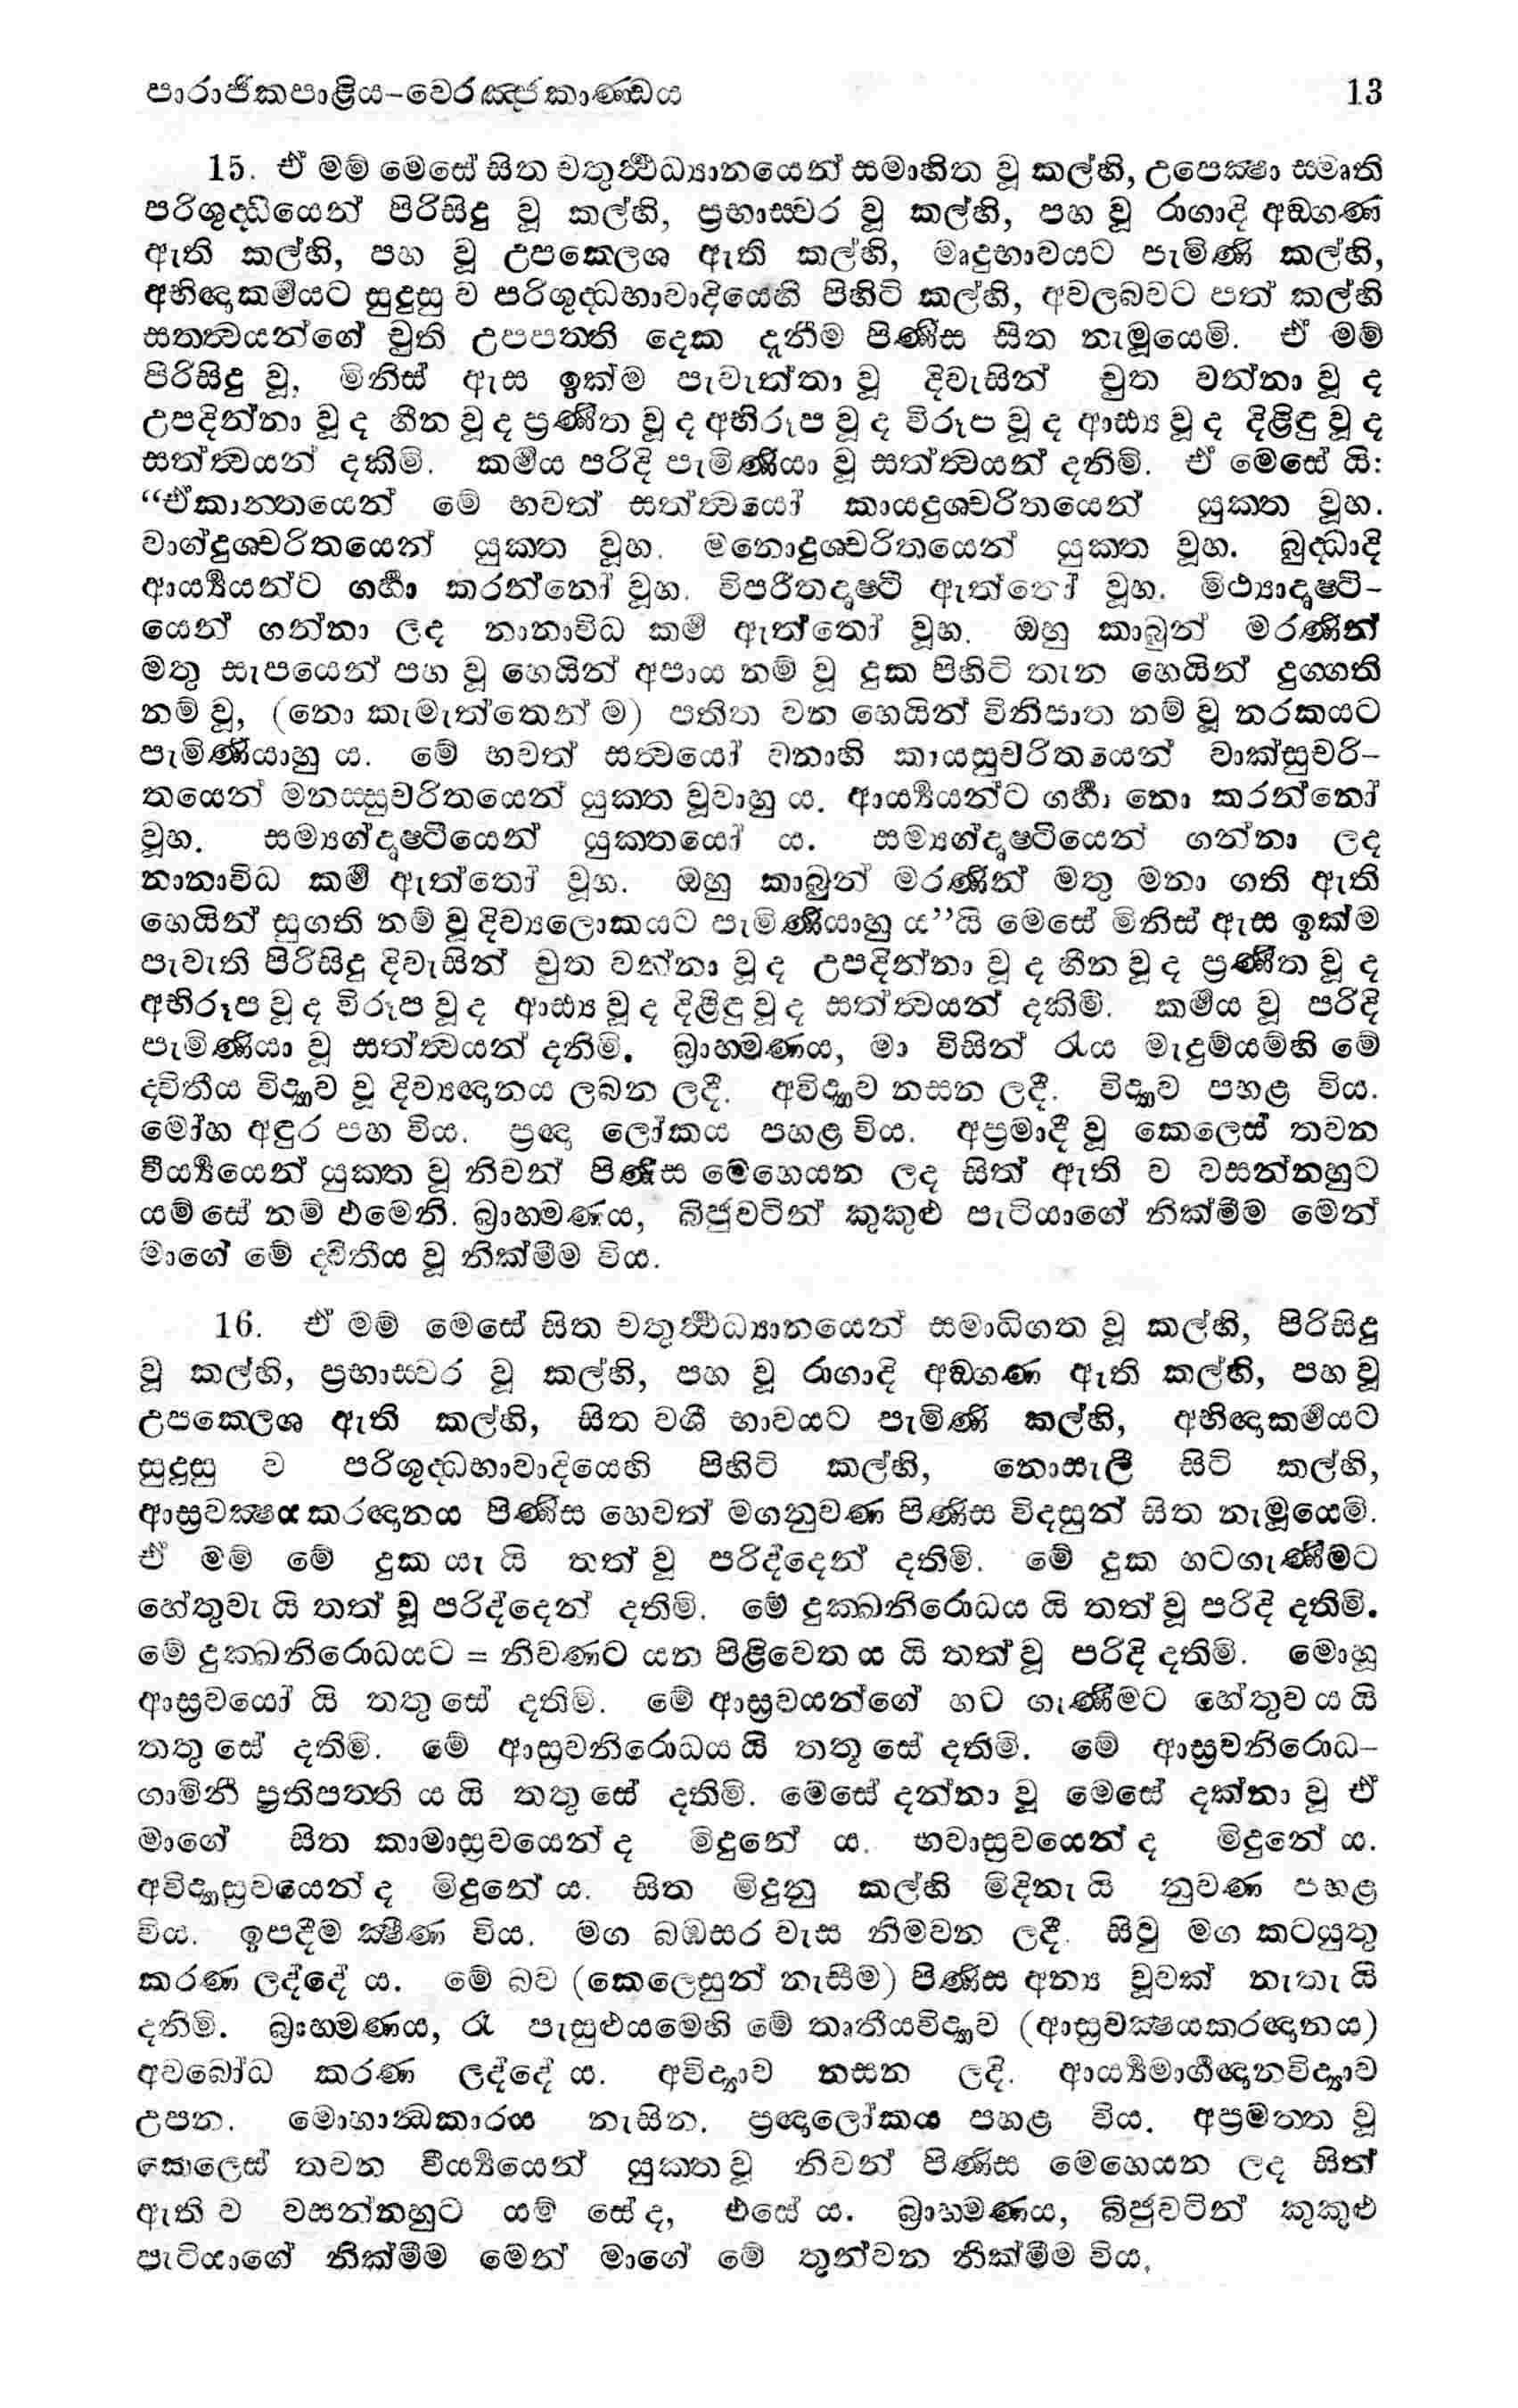 පාරාජිකපාළිය-වෙරඤ්ජකාණ්ඩය 13
15. ඒ මම් මෙසේ සිත චතුර්ථධ්‍යානයෙන් සමාහිත වූ කල්හි, උපෙක්‍ෂා ස්මෘති
පරිශුද්ධියෙන් පිරිසිදු වූ කල්හි, ප්‍රභාස්වර වූ කල්හි, පහ වූ රාගාදි අඞ්ගණ
ඇති කල්හි, පහ වූ උපක්ලෙශ ඇති කල්හි, මෘදුභාවයට පැමිණි කල්හි,
අභිඥාකර්මයට සුදුසු ව පරිශුද්ධභාවාදියෙහි පිහිටි කල්හි, අචලබවට පත් කල්හි
සත්ත්වයන්ගේ චුති උපපත්ති දෙක දැනීම පිණිස සිත නැමූයෙමි. ඒ මම්
පිරිසිදු වූ, මිනිස් ඇස ඉක්ම පැවැත්තා වූ දිවැසින් චුත වන්නා වූ ද
උපදින්නා වූ ද හීන වූ ද ප්‍රණීත වූ ද අභිරූප වූ ද විරූප වූ ද ආඪ්‍ය වූ ද දිළිඳු වූ ද
සත්ත්වයන් දකිමි. කර්මය පරිදි පැමිණියා වූ සත්ත්වයන් දනිමි. ඒ මෙසේ යි:
“ඒකාන්තයෙන් මේ භවත් සත්ත්වයෝ කායදුශ්චරිතයෙන් යුක්ත වූහ.
වාග්දුශ්චරිතයෙන් යුක්ත වූහ. මනොදුශ්චරිතයෙන් යුක්ත වූහ. බුද්ධාදි
ආර්‍ය්‍යයන්ට ගර්හා කරන්නෝ වූහ. විපරීතදෘෂ්ටි ඇත්තෝ වූහ. මිථ්‍යාදෘෂ්ටි-
යෙන් ගන්නා ලද නානාවිධ කර්ම ඇත්තෝ වූහ. ඔහු කාබුන් මරණින්
මතු සැපයෙන් පහ වූ හෙයින් අපාය නම් වූ දුක පිහිටි තැන හෙයින් දුග්ගති
නම් වූ, (නො කැමැත්තෙන් ම) පතිත වන හෙයින් විනිපාත නම් වූ නරකයට
පැමිණියාහු ය. මේ භවත් සත්වයෝ වනාහි කායසුචරිතයෙන් වාක්සුචරි-
තයෙන් මනස්සුචරිතයෙන් යුක්ත වූවාහු ය. ආර්‍ය්‍යයන්ට ගර්හා නො කරන්නෝ
වූහ. සම්‍යග්දෘෂ්ටියෙන් යුක්තයෝ ය. සම්‍යග්දෘෂ්ටියෙන් ගන්නා ලද
නානාවිධ කර්ම ඇත්තෝ වූහ. ඔහු කාබුන් මරණින් මතු මනා ගති ඇති
හෙයින් සුගති නම් වූ දිව්‍යලොකයට පැමිණියාහු ය”යි මෙසේ මිනිස් ඇස ඉක්ම
පැවැති පිරිසිදු දිවැසින් චුත වන්නා වූ ද උපදින්නා වූ ද හීන වූ ද ප්‍රණීත වූ ද
අභිරූප වූ ද විරූප වූ ද ආඪ්‍ය වූ ද දිළිඳු වූ ද සත්ත්වයන් දකිමි. කර්මය වූ පරිදි
පැමිණියා වූ සත්ත්වයන් දනිමි. බ්‍රාහ්මණය, මා විසින් රැය මැදුම්යම්හි මේ
ද්විතීය විද්‍යාව වූ දිව්‍යඥානය ලබන ලදී. අවිද්‍යාව නසන ලදී. විද්‍යාව පහළ විය.
මෝහ අඳුර පහ විය. ප්‍රඥා ලෝකය පහළ විය. අප්‍රමාදී වූ කෙලෙස් තවන
වීර්‍ය්‍යයෙන් යුක්ත වූ නිවන් පිණිස මෙහෙයන ලද සිත් ඇති ව වසන්නහුට
යම් සේ නම් එමෙනි. බ්‍රාහ්මණය, බිජුවටින් කුකුළු පැටියාගේ නික්මීම මෙන්
මාගේ මේ ද්විතීය වූ නික්මීම විය.
16. ඒ මම් මෙසේ සිත චතුර්ථධ්‍යානයෙන් සමාධිගත වූ කල්හි, පිරිසිදු
වූ කල්හි, ප්‍රභාස්වර වූ කල්හි, පහ වූ රාගාදි අඞ්ගණ ඇති කල්හි, පහ වූ
උපක්ලෙශ ඇති කල්හි, සිත වශී භාවයට පැමිණි කල්හි, අභිඥාකර්මයට
සුදුසු ව පරිශුද්ධභාවාදියෙහි පිහිටි කල්හි, නොසැලී සිටි කල්හි,
ආස්‍රවක්‍ෂයකරඥානය පිණිස හෙවත් මගනුවණ පිණිස විදසුන් සිත නැමූයෙමි.
ඒ මම් මේ දුක යැ යි තත් වූ පරිද්දෙන් දතිමි. මේ දුක හටගැණීමට
හේතුවැ යි තත් වූ පරිද්දෙන් දතිමි. මේ දුක්ඛනිරොධය යි තත් වූ පරිදි දතිමි.
මේ දුක්ඛනිරොධයට = නිවණට යන පිළිවෙත ය යි තත් වූ පරිදි දතිමි. මොහු
ආස්‍රවයෝ යි තතු සේ දතිමි. මේ ආස්‍රවයන්ගේ හට ගැණීමට හේතුව ය යි
තතු සේ දතිමි. මේ ආස්‍රවනිරොධය යි තතු සේ දතිමි. මේ ආස්‍රවනිරොධ-
ගාමිනී ප්‍රතිපත්ති ය යි තතු සේ දතිමි. මෙසේ දන්නා වූ මෙසේ දක්නා වූ ඒ
මාගේ සිත කාමාස්‍රවයෙන් ද මිදුනේ ය. භවාස්‍රවයෙන් ද මිදුනේ ය.
අවිද්‍යාස්‍රවයෙන් ද මිදුනේ ය. සිත මිදුනු කල්හි මිදිනැ යි නුවණ පහළ
විය. ඉපදීම ක්‍ෂීණ විය. මග බඹසර වැස නිමවන ලදී. සිවු මග කටයුතු
කරණ ලද්දේ ය. මේ බව (කෙලෙසුන් නැසීම) පිණිස අන්‍ය වූවක් නැතැ යි
දනිමි. බ්‍රාහ්මණය, රෑ පැසුළුයමෙහි මේ තෘතීයවිද්‍යාව (ආස්‍රවක්‍ෂයකරඥානය)
අවබෝධ කරණ ලද්දේ ය. අවිද්‍යාව නසන ලදි. ආර්‍ය්‍යමාර්ගඥානවිද්‍යාව
උපන. මොහාන්ධකාරය නැසින. ප්‍රඥාලෝකය පහළ විය. අප්‍රමත්ත වූ
කෙලෙස් තවන වීර්‍ය්‍යයෙන් යුක්ත වූ නිවන් පිණිස මෙහෙයන ලද සිත්
ඇති ව වසන්නහුට යම් සේ ද, එසේ ය. බ්‍රාහ්මණය, බිජුවටින් කුකුළු
පැටියාගේ නික්මීම මෙන් මාගේ මේ තුන්වන නික්මීම විය.